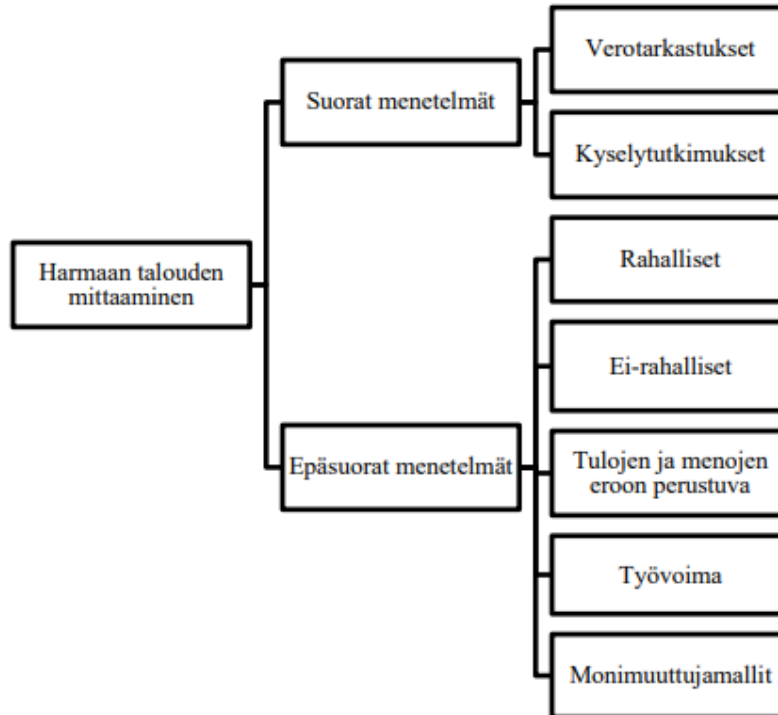 Harmaan talouden
mittaaminen
Suorat menetelmät
Verotarkastukset
Kyselytutkimukset
Epäsuorat menetelmät
Rahalliset
Ei-rahalliset
Tulojen ja menojen
eroon perustuva
Työvoima
Monimuuttujamallit